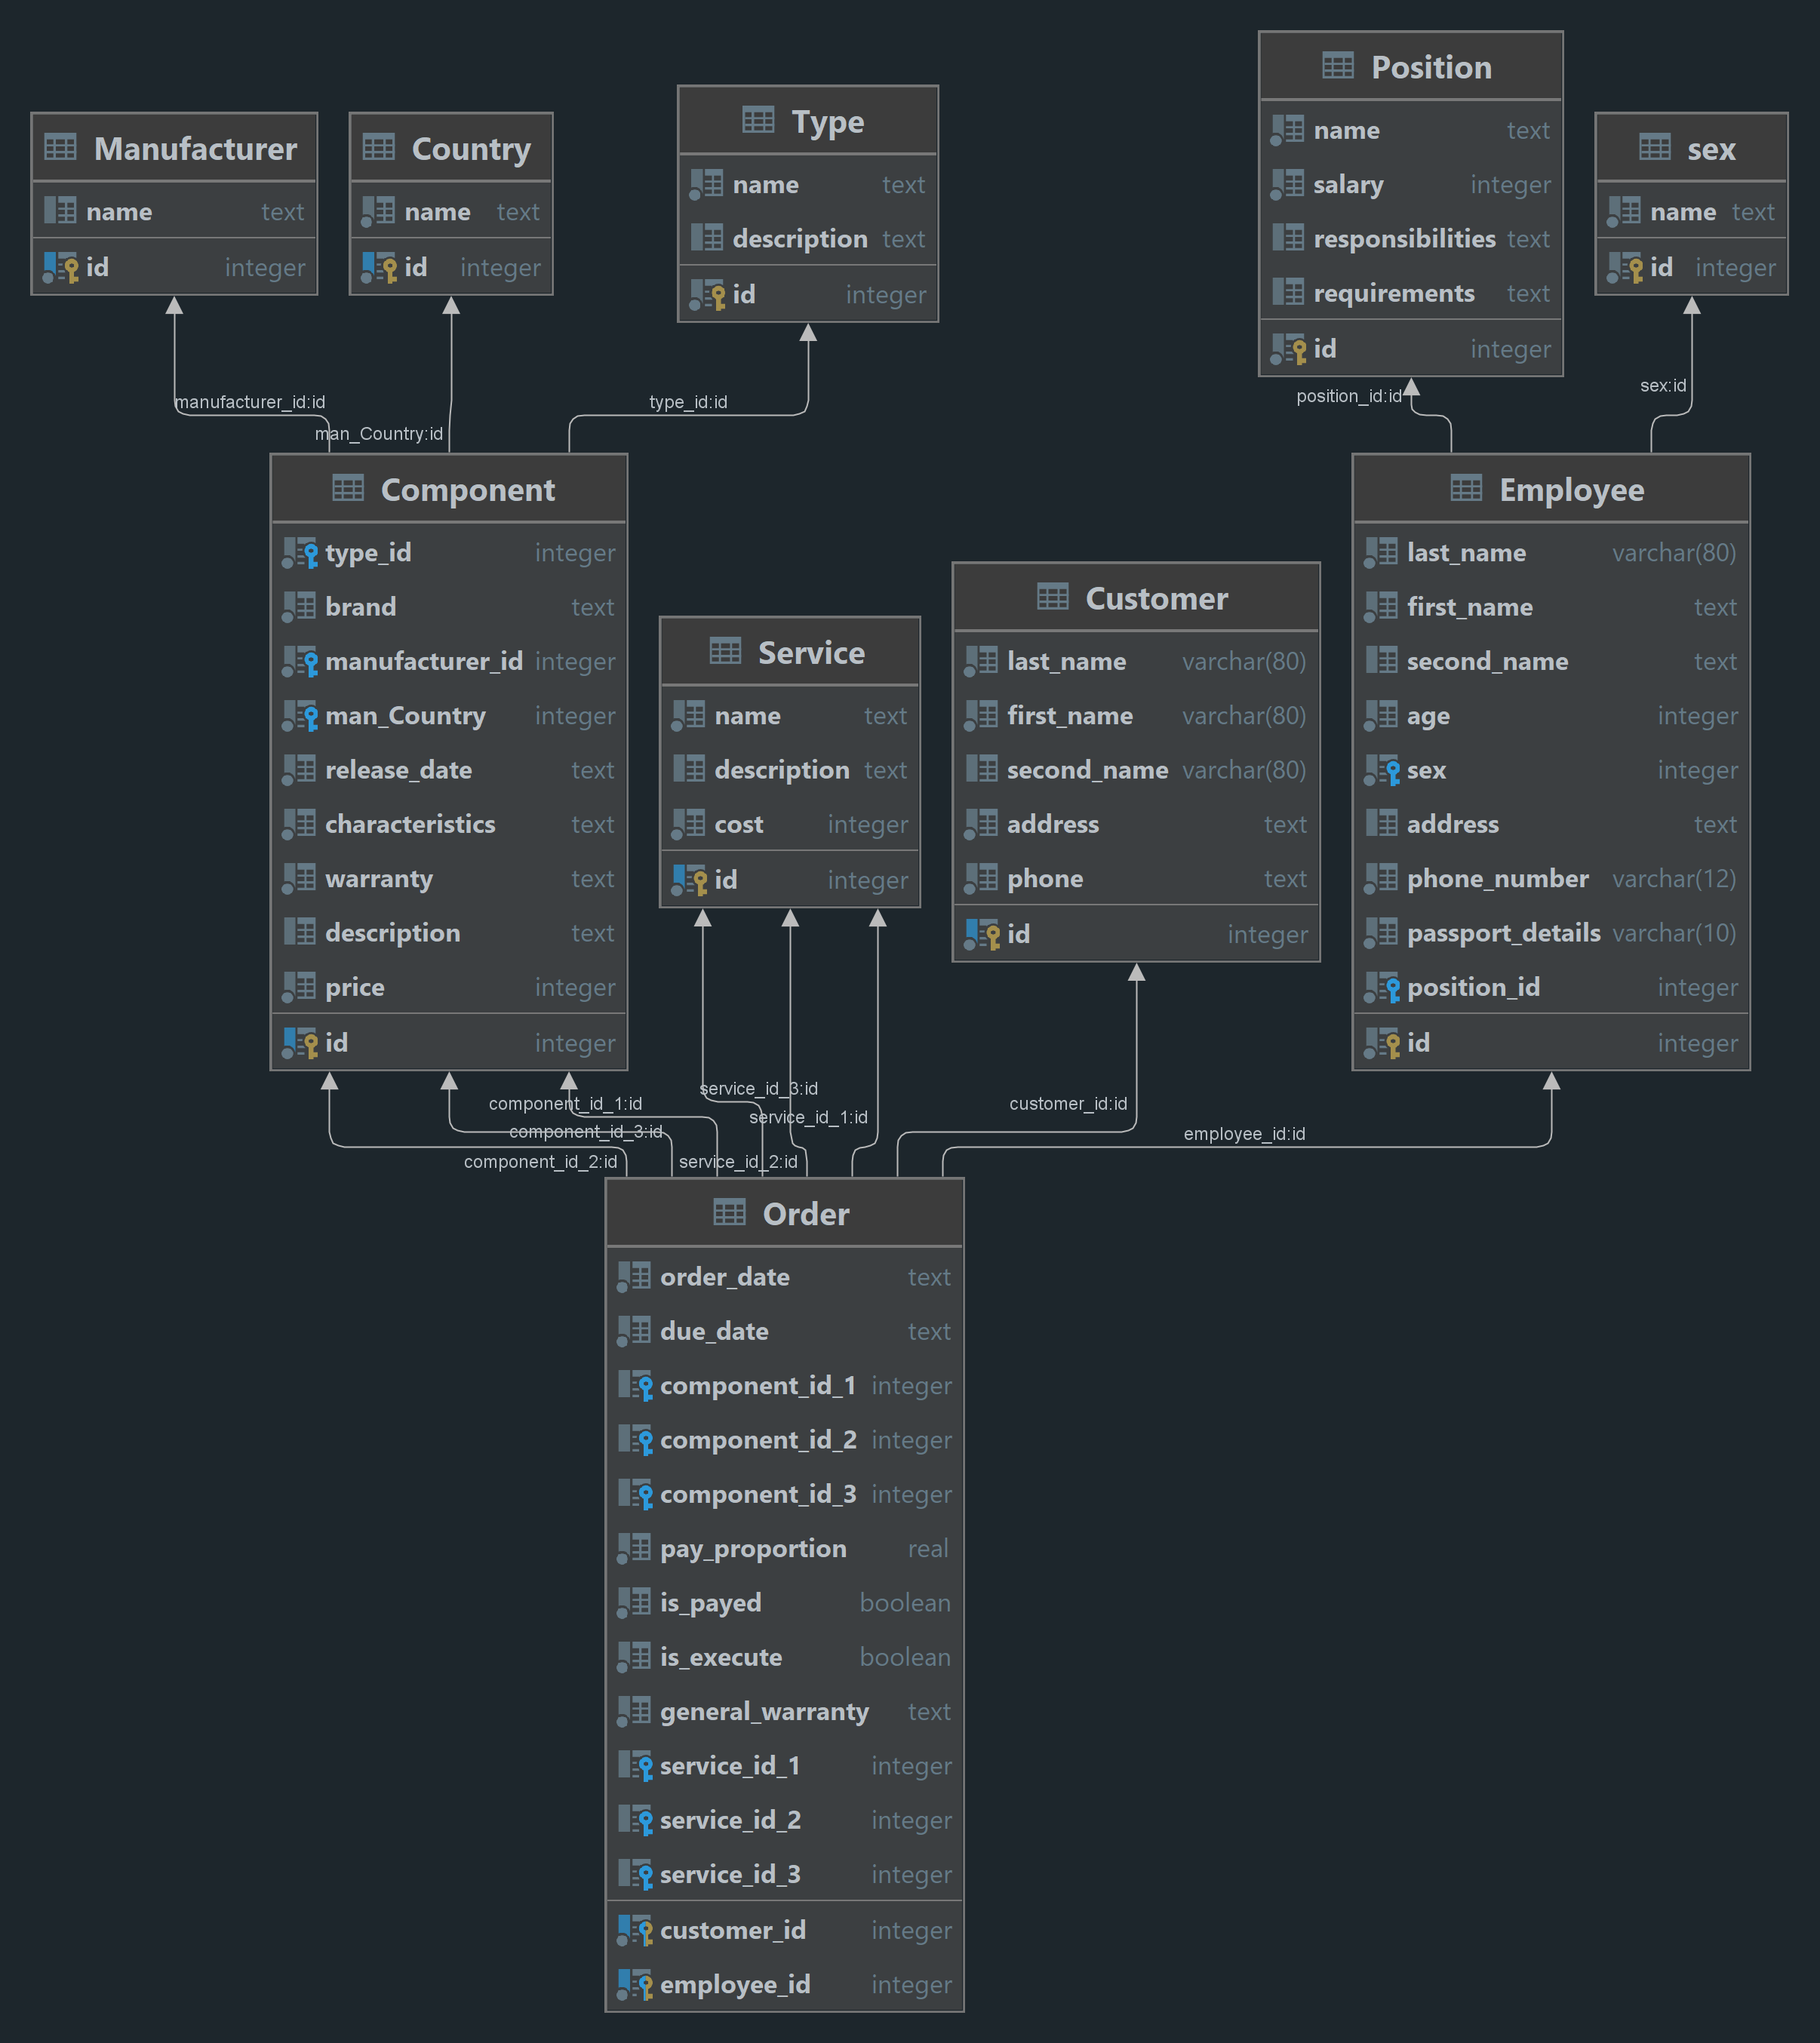 Manufacturer
name text
id integer
Country
name text
id integer
Type
name text
description text
id integer
Position
name text
salary integer
responsibilities text
requirements text
id integer
sex
name text
id integer
manufacturer_id:id
man_Country:id
type_id:id
position_id:id
sex:id
Component
type_id integer
brand text
manufacturer_id integer
man_Country integer
release_date text
characteristics text
warranty text
description text
price integer
id integer
Service
name text
description text
cost integer
id integer
Customer
last_name varchar(80)
first_name varchar(80)
second_name varchar(80)
address text
phone text
id integer
Employee
last_name varchar(80)
first_name text
second_name text
age integer
sex integer
address text
phone_number varchar(12)
passport_details varchar(10)
position_id integer
id integer
component_id_1:id
component_id_3:id
component_id_2:id
service_id_3:id
service_id_1:id
service_id_2:id
customer_id:id
employee_id:id
Order
order_date text
due_date text
component_id_1 integer
component_id_2 integer
component_id_3 integer
pay_proportion real
is_payed boolean
is_execute boolean
general_warranty text
service_id_1 integer
service_id_2 integer
service_id_3 integer
customer_id integer
employee_id integer